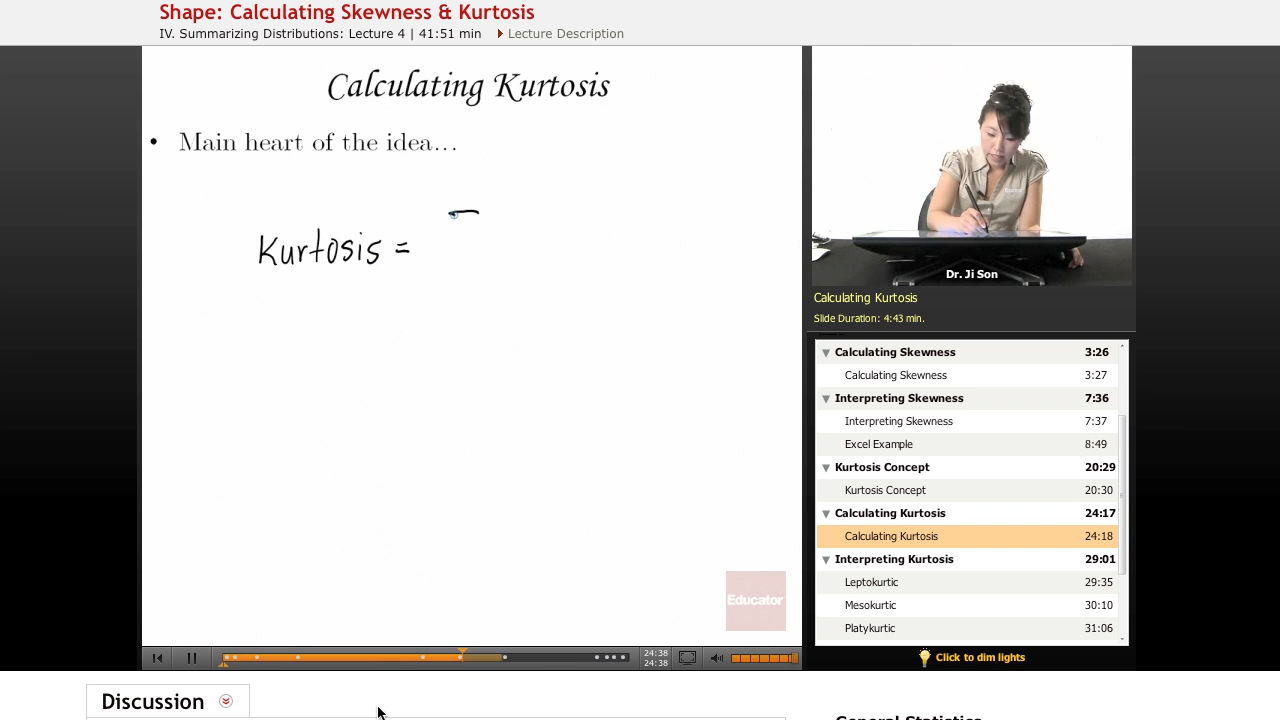 Shape: Calculating Skewness & Kurtosis
IV. Summarizing Distributions: Lecture 4 | 41:51 min Lecture Description
Calculating Kurtosis
• Main heart of the idea...
Kurtosis =
Educator
Dr. Ji Son
Calculating Kurtosis
Slide Duration: 4:43 min.
Calculating Skewness 3:26
Calculating Skewness 3:27
Interpreting Skewness 7:36
Interpreting Skewness 7:37
Excel Example 8:49
Kurtosis Concept 20:29
Kurtosis Concept 20:30
Calculating Kurtosis 24:17
Calculating Kurtosis 24:18
Interpreting Kurtosis 29:01
Leptokurtic 29:35
Mesokurtic 30:10
Platykurtic 31:06
24:38
24:38
Click to dim lights
Discussion
General Statistics